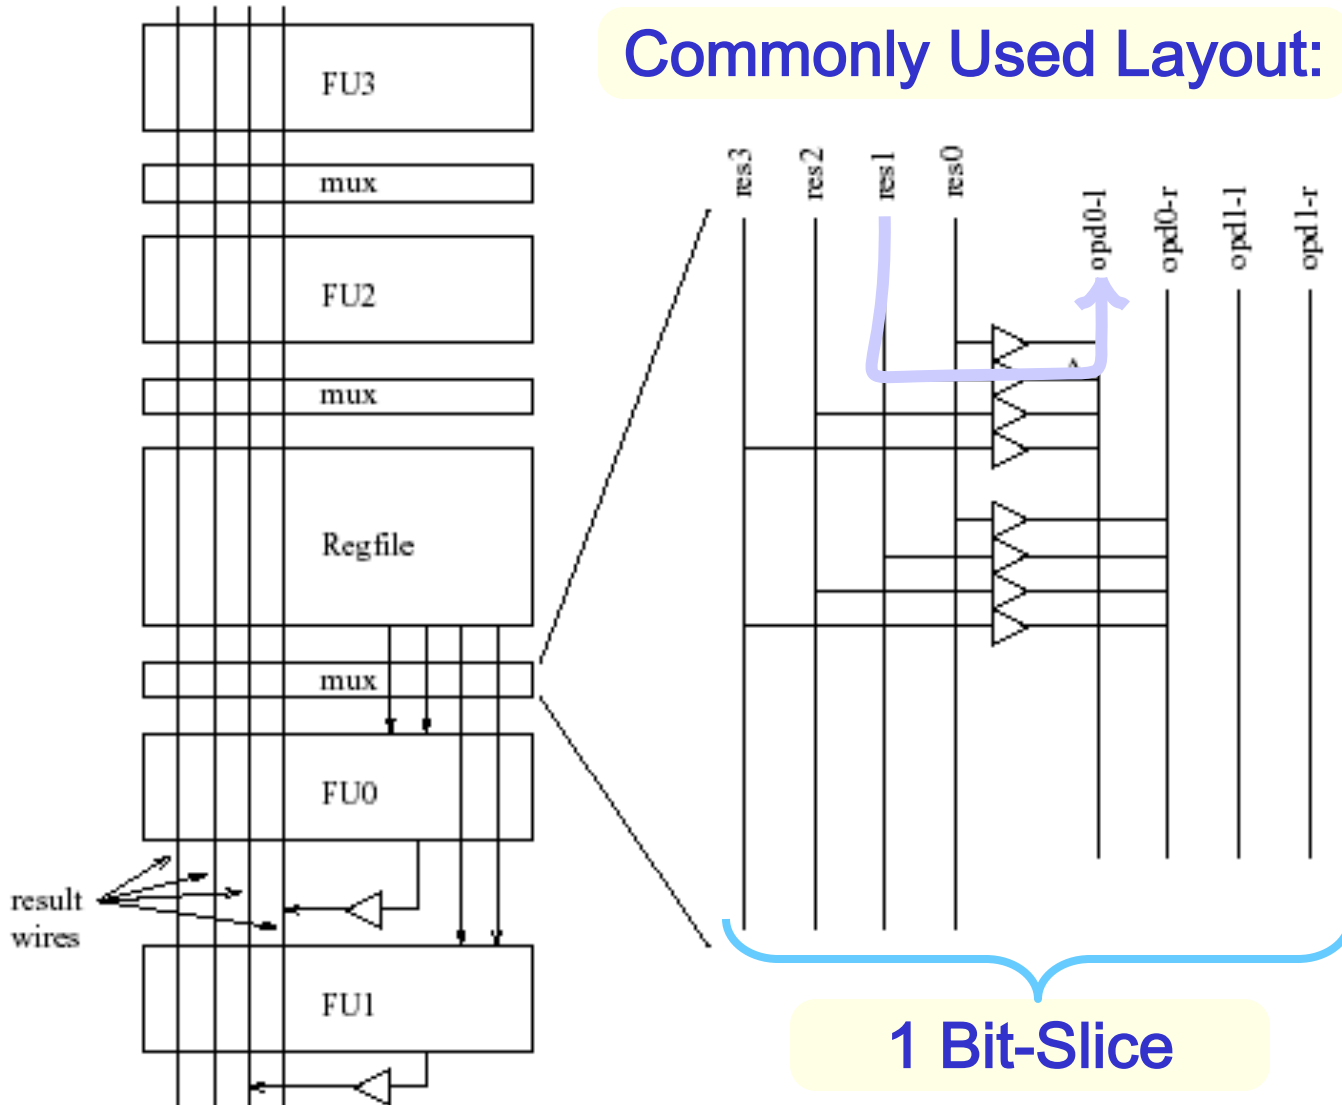 Commonly Used Layout:
FU3
mux
FU2
mux
Regfile
mux
FU0
result
wires
FU1
res3
res2
res1
res0
opd0-l
opd0-r
opd1-l
opd1-r
1 Bit-Slice